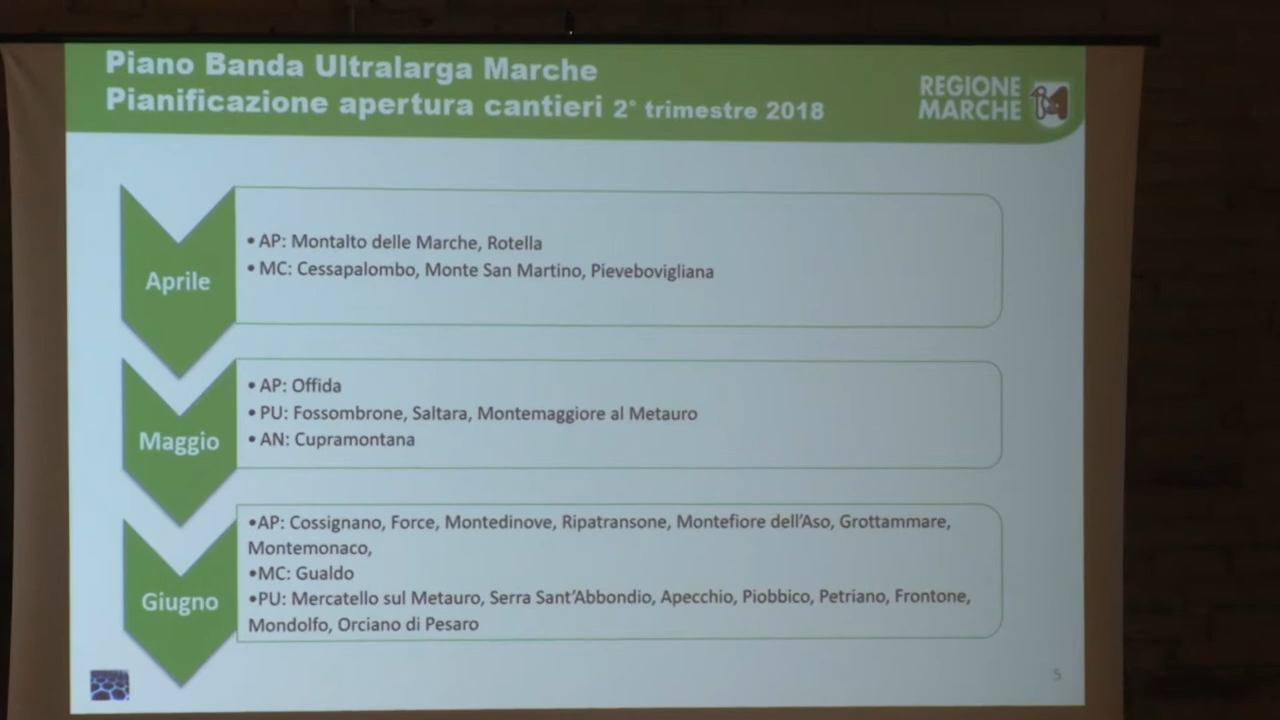 Piano Banda Ultralarga Marche
Pianificazione apertura cantieri 2° trimestre 2018
REGIONE
MARCHE
Aprile
• AP: Montalto delle Marche, Rotella
• MC: Cessapalombo, Monte San Martino, Pievebovigliana
Maggio
• AP: Offida
• PU: Fossombrone, Saltara, Montemaggiore al Metauro
• AN: Cupramontana
Giugno
•AP: Cossignano, Force, Montedinove, Ripatransone, Montefiore dell'Aso, Grottammare,
Montemonaco,
•MC: Gualdo
•PU: Mercatello sul Metauro, Serra Sant'Abbondio, Apecchio, Piobbico, Petriano, Frontone,
Mondolfo, Orciano di Pesaro
5